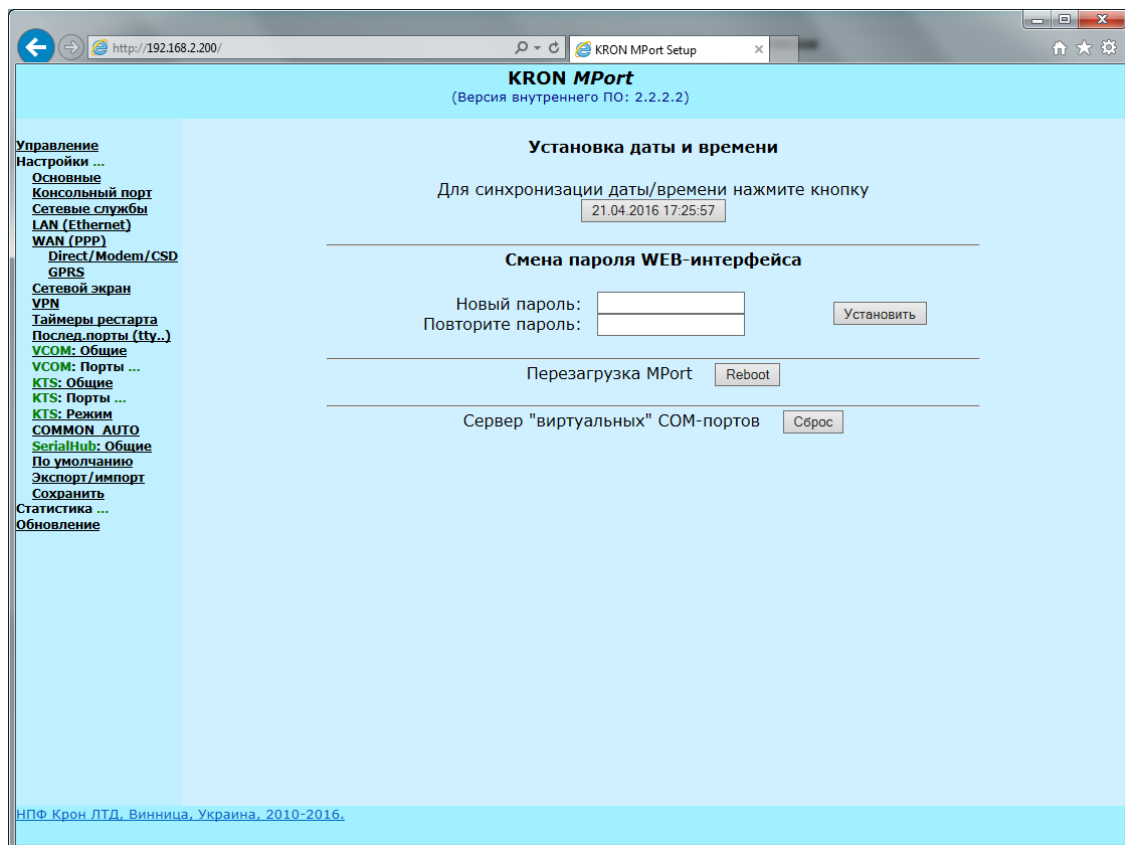 http://192.168.2.200/
KRON MPort Setup
KRON MPort
(Версия внутреннего ПО: 2.2.2.2)
Управление
Настройки ...
Основные
Консольный порт
Сетевые службы
LAN (Ethernet)
WAN (PPP)
Direct/Modem/CSD
GPRS
Сетевой экран
VPN
Таймеры рестарта
Послед.порты (tty..)
VCOM: Общие
VCOM: Порты ...
KTS: Общие
KTS: Порты ...
KTS: Режим
COMMON_AUTO
SerialHub: Общие
По умолчанию
Экспорт/импорт
Сохранить
Статистика ...
Обновление
Установка даты и времени
Для синхронизации даты/времени нажмите кнопку
21.04.2016 17:25:57
Смена пароля WEB-интерфейса
Новый пароль:
Повторите пароль:
Установить
Перезагрузка MPort Reboot
Сервер "виртуальных" COM-портов Сброс
НПФ Крон ЛТД, Винница, Украина, 2010-2016.